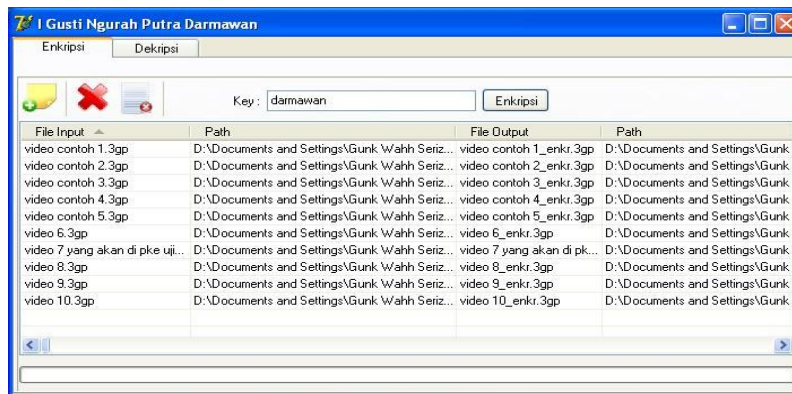 I Gusti Ngurah Putra Darmawan
Enkripsi Dekripsi
Key : darmawan Enkripsi
File Input Path File Output Path
video contoh 1.3gp D:\Documents and Settings\Gunk Wahh Seriz... video contoh 1_enkr.3gp D:\Documents and Settings\Gunk
video contoh 2.3gp D:\Documents and Settings\Gunk Wahh Seriz... video contoh 2_enkr.3gp D:\Documents and Settings\Gunk
video contoh 3.3gp D:\Documents and Settings\Gunk Wahh Seriz... video contoh 3_enkr.3gp D:\Documents and Settings\Gunk
video contoh 4.3gp D:\Documents and Settings\Gunk Wahh Seriz... video contoh 4_enkr.3gp D:\Documents and Settings\Gunk
video contoh 5.3gp D:\Documents and Settings\Gunk Wahh Seriz... video contoh 5_enkr.3gp D:\Documents and Settings\Gunk
video 6.3gp D:\Documents and Settings\Gunk Wahh Seriz... video 6_enkr.3gp D:\Documents and Settings\Gunk
video 7 yang akan di pke uji... D:\Documents and Settings\Gunk Wahh Seriz... video 7 yang akan di pk... D:\Documents and Settings\Gunk
video 8.3gp D:\Documents and Settings\Gunk Wahh Seriz... video 8_enkr.3gp D:\Documents and Settings\Gunk
video 9.3gp D:\Documents and Settings\Gunk Wahh Seriz... video 9_enkr.3gp D:\Documents and Settings\Gunk
video 10.3gp D:\Documents and Settings\Gunk Wahh Seriz... video 10_enkr.3gp D:\Documents and Settings\Gunk